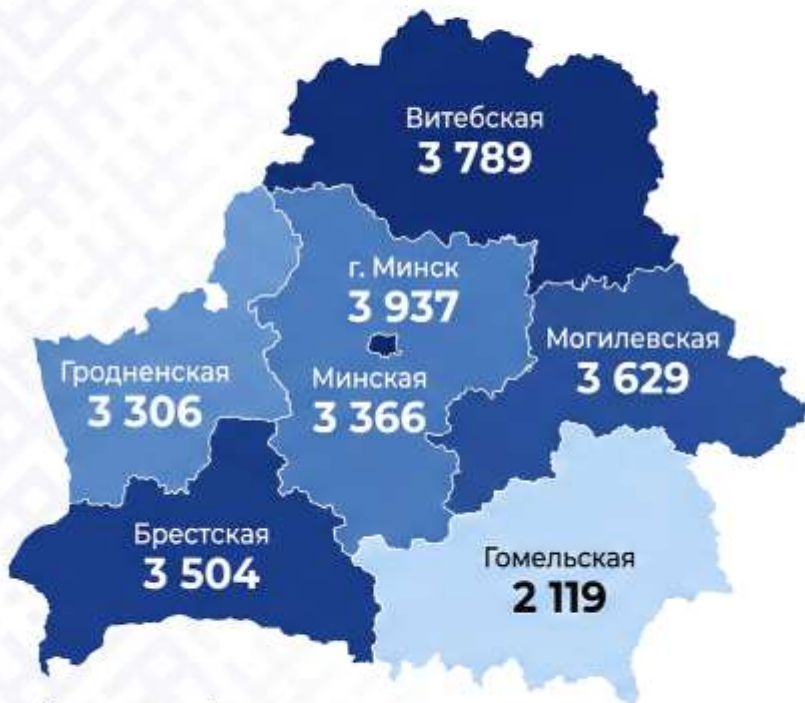 Витебская
3 789
г. Минск
3 937
Могилевская
3 629
Гродненская
3 306
Минская
3 366
Брестская
3 504
Гомельская
2 119